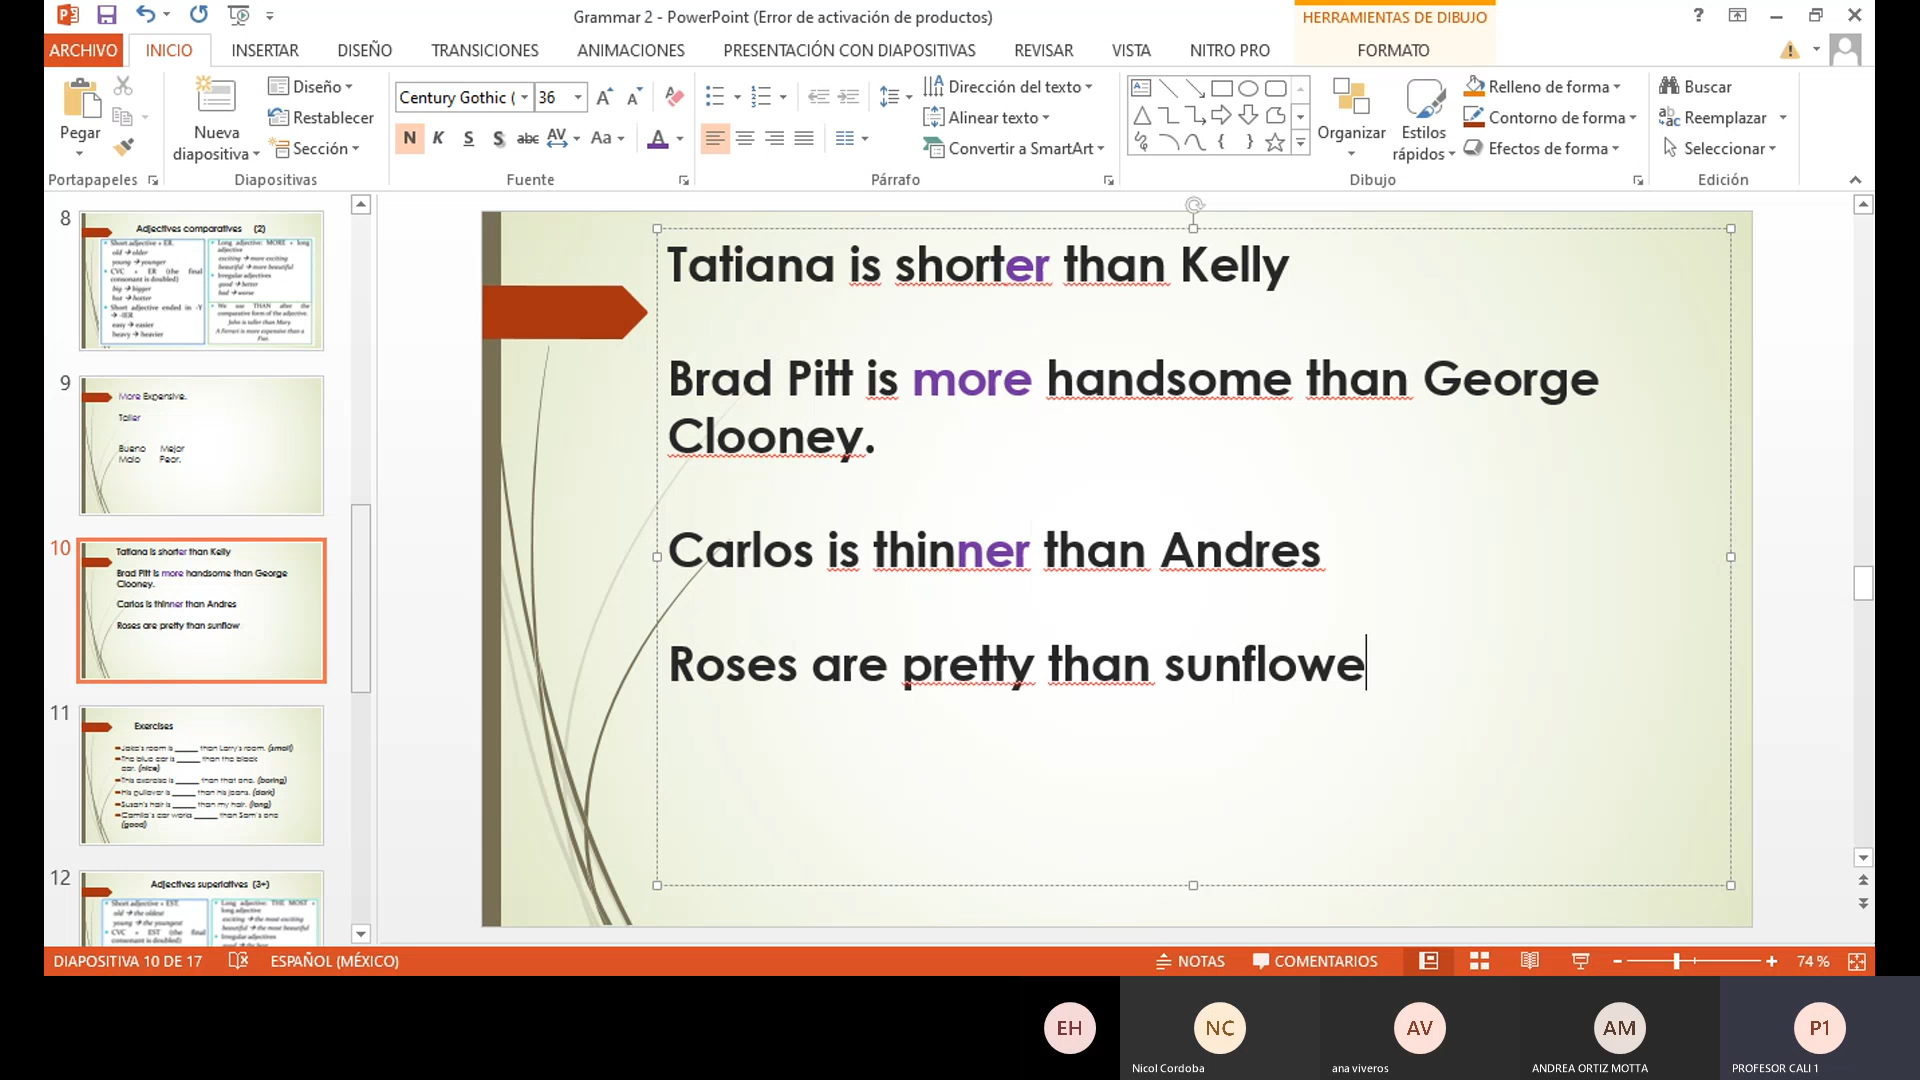 Grammar 2 - PowerPoint (Error de activación de productos)
HERRAMIENTAS DE DIBUJO
?
ARCHIVO INICIO INSERTAR DISEÑO TRANSICIONES ANIMACIONES PRESENTACIÓN CON DIAPOSITIVAS REVISAR VISTA NITRO PRO FORMATO
Pegar
Portapapeles
Nueva diapositiva
Diseño
Restablecer
Sección
Diapositivas
Century Gothic ( 36
N K S S abc AV Aa A
Fuente
Dirección del texto
Alinear texto
Convertir a SmartArt
Párrafo
Organizar
Estilos rápidos
Relleno de forma
Contorno de forma
Efectos de forma
Dibujo
Buscar
Reemplazar
Seleccionar
Edición
8
Adjectives comparatives (2)
Short adjective + ER.
old → older
young → younger
CVC + ER (the final consonant is doubled)
big → bigger
hot → hotter
Short adjective ended in -Y → -IER
easy → easier
heavy → heavier
Long adjective: MORE + long adjective
exciting → more exciting
beautiful → more beautiful
Irregular adjectives
good → better
bad → worse
We use THAN after the comparative form of the adjective.
John is taller than Mary.
A Ferrari is more expensive than a Fiat.
9
More Expensive.
Taller
Bueno Mejor
Malo Peor.
10
Tatiana is shorter than Kelly
Brad Pitt is more handsome than George
Clooney.
Carlos is thinner than Andres
Roses are pretty than sunflow
11
Exercises
Jake's room is _____ than Larry's room. (small)
The blue car is _____ than the black
car. (nice)
This exercise is _____ than that one. (boring)
His pullover is _____ than his jeans. (dark)
Susan's hair is _____ than my hair. (long)
Camila's car works _____ than Sam's one
(good)
12
Adjectives superlatives (3+)
Short adjective + EST.
old → the oldest
young → the youngest
CVC + EST (the final consonant is doubled)
Long adjective: THE MOST + long adjective
exciting → the most exciting
beautiful → the most beautiful
Irregular adjectives
Tatiana is shorter than Kelly
Brad Pitt is more handsome than George
Clooney.
Carlos is thinner than Andres
Roses are pretty than sunflowe
DIAPOSITIVA 10 DE 17 ESPAÑOL (MÉXICO) NOTAS COMENTARIOS 74 %
EH NC AV AM P1
Nicol Cordoba ana viveros ANDREA ORTIZ MOTTA PROFESOR CALI 1